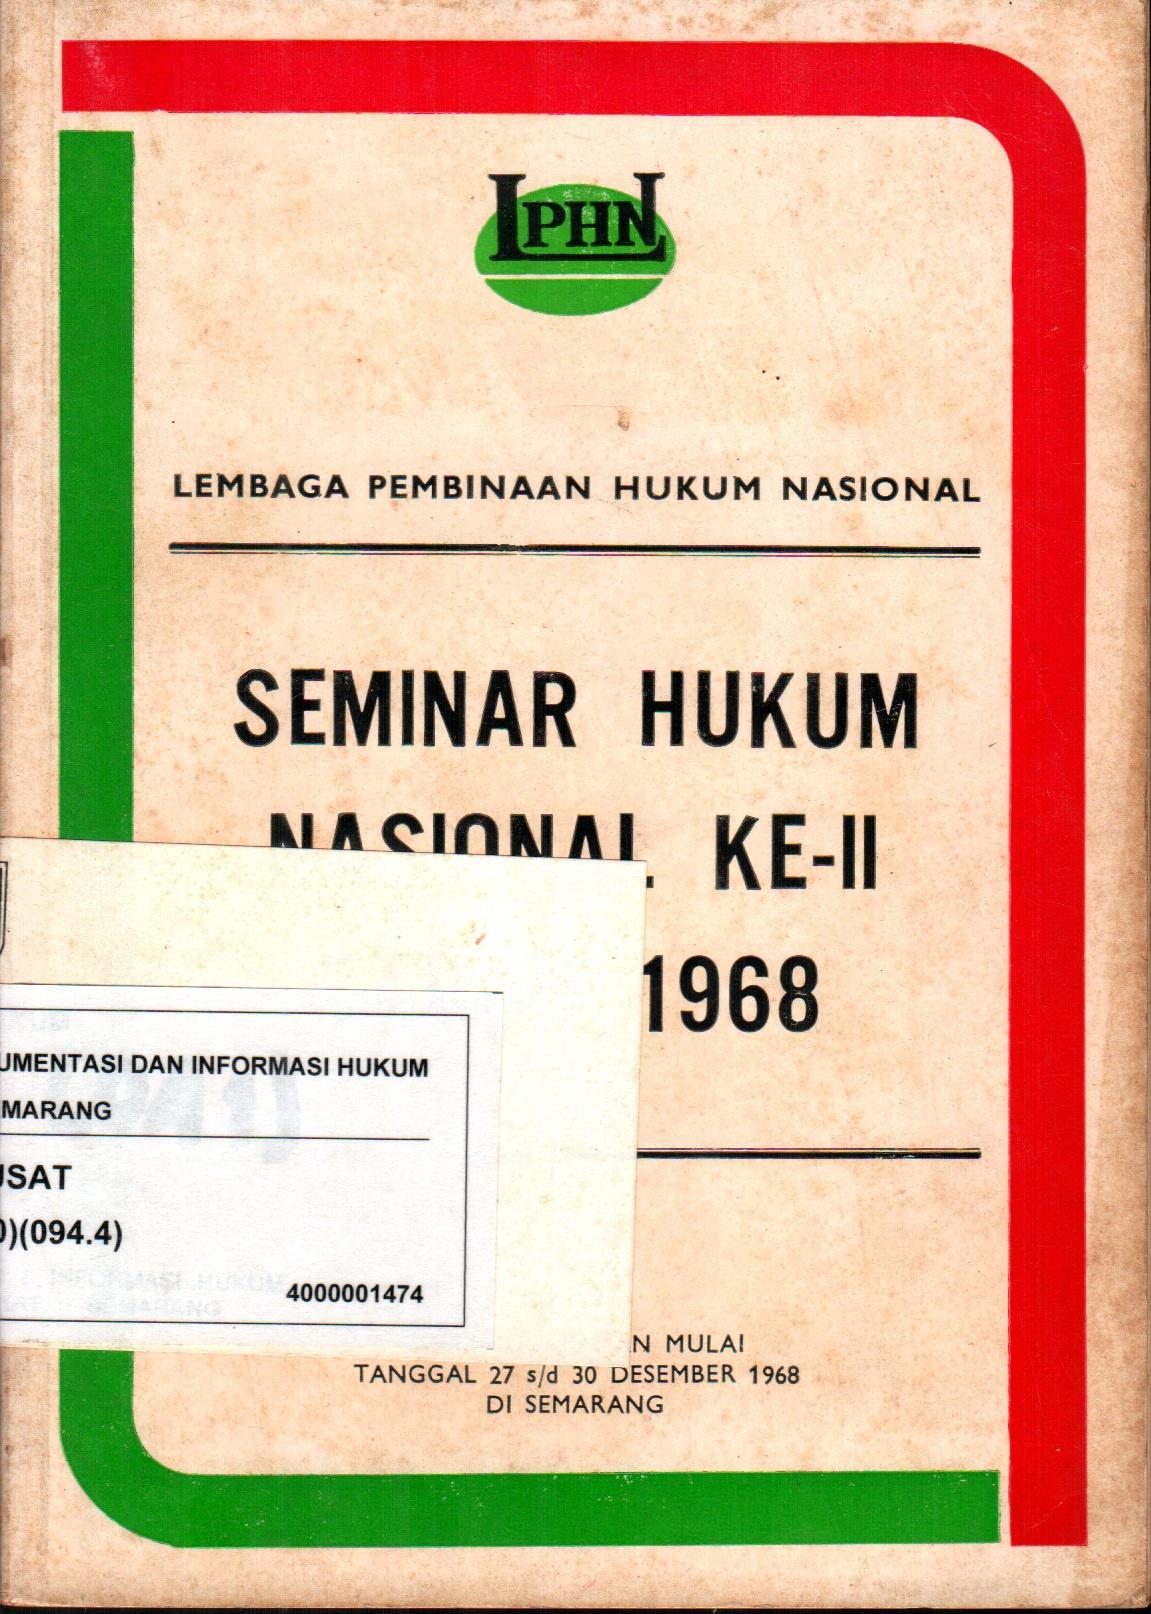 LPHN
LEMBAGA PEMBINAAN HUKUM NASIONAL
SEMINAR HUKUM
NASIONAL KE-II
1968
UMENTASI DAN INFORMASI HUKUM
MARANG
USAT
)(094.4)
4000001474
N MULAI
TANGGAL 27 s/d 30 DESEMBER 1968
DI SEMARANG